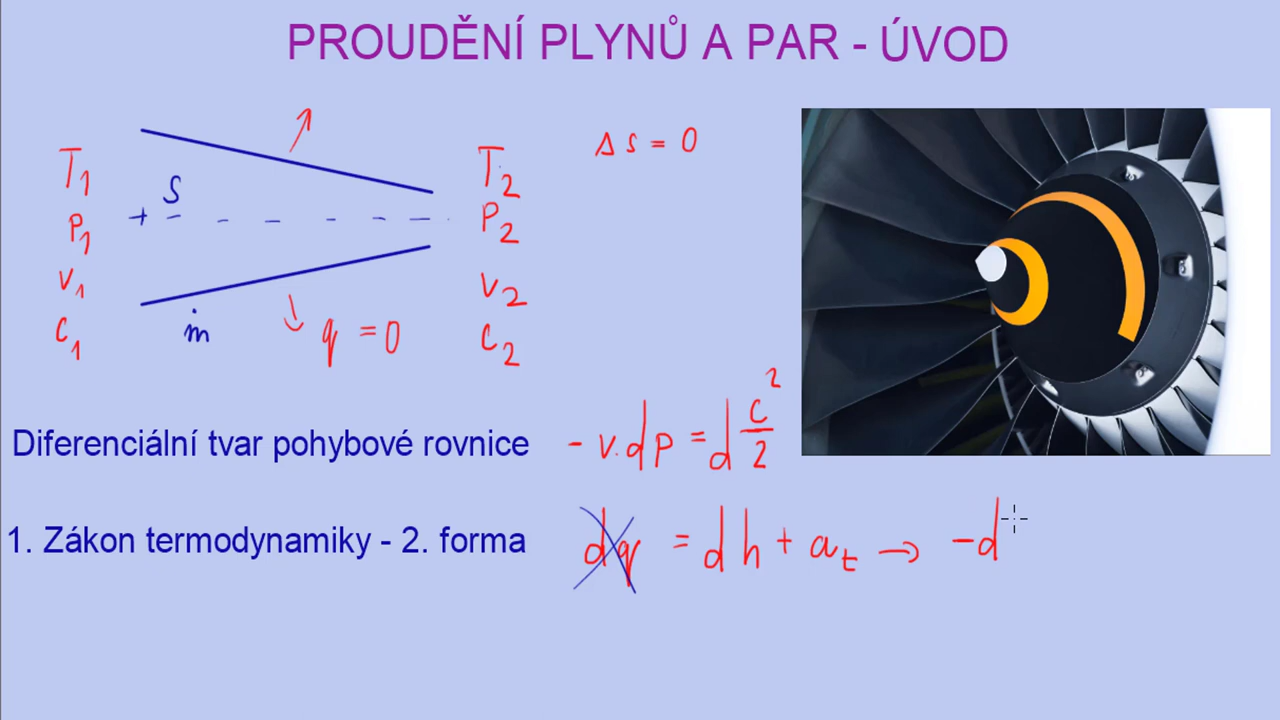 PROUDĚNÍ PLYNŮ A PAR - ÚVOD
T₁
p₁
v₁
c₁
S
ṁ
q = 0
T₂
p₂
v₂
c₂
Δ s = 0
Diferenciální tvar pohybové rovnice - v.dp = d c²/2
1. Zákon termodynamiky - 2. forma dq = dh + aₜ → -d